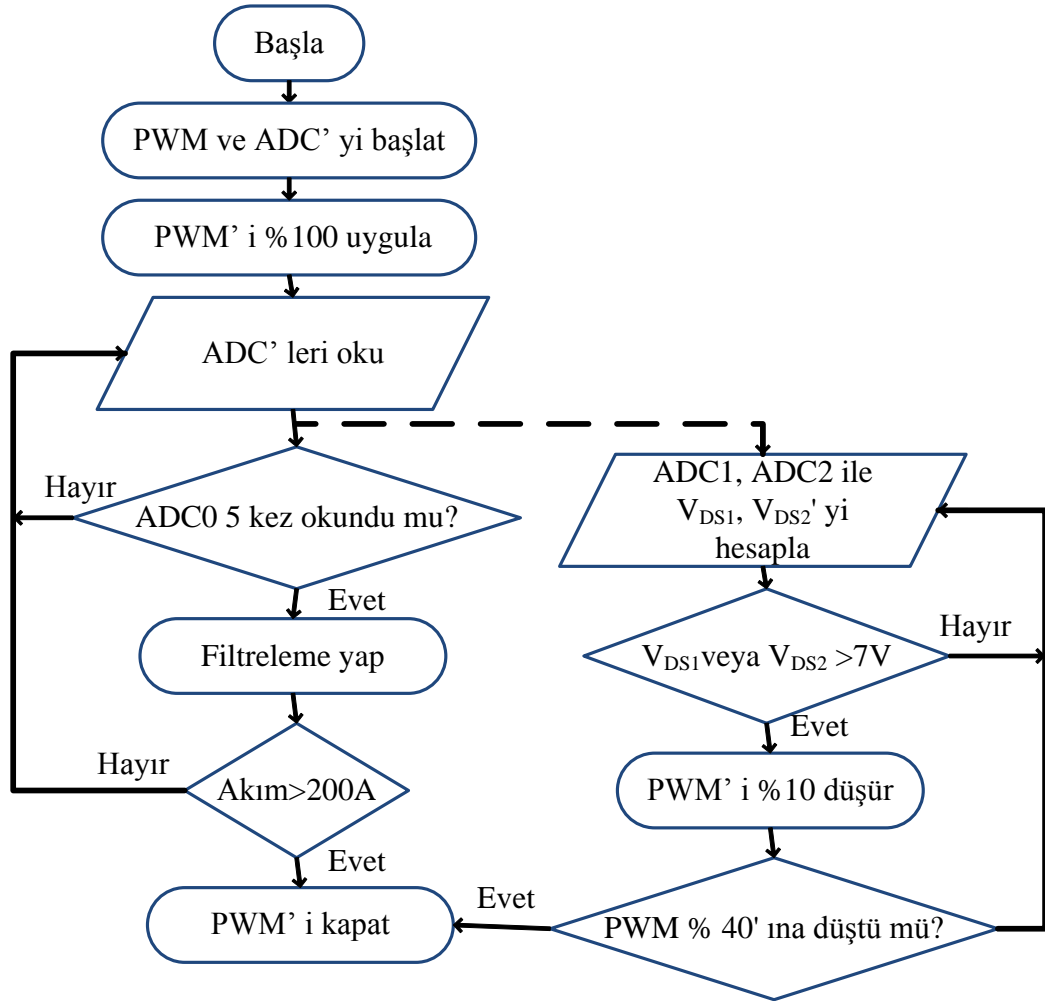 Başla
PWM ve ADC’ yi başlat
PWM’ i %100 uygula
ADC’ leri oku
Hayır
ADC0 5 kez okundu mu?
Evet
Filtreleme yap
Hayır
Akım>200A
Evet
PWM’ i kapat
ADC1, ADC2 ile
VDS1, VDS2' yi
hesapla
Hayır
VDS1veya VDS2 >7V
Evet
PWM’ i %10 düşür
Evet
PWM % 40' ına düştü mü?